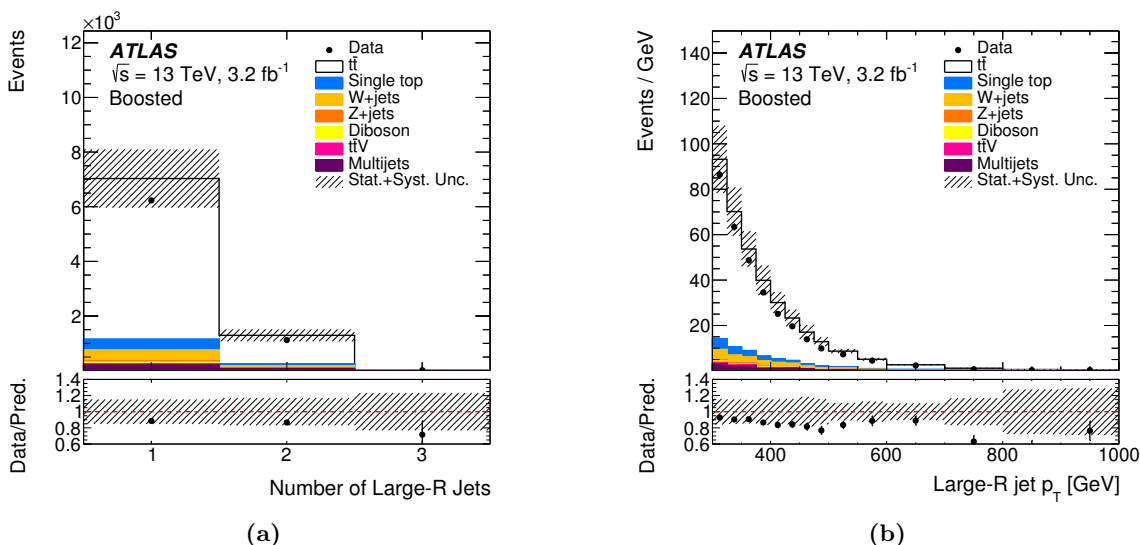 ×10³
Events
12
10
8
6
4
2
ATLAS
√s = 13 TeV, 3.2 fb⁻¹
Boosted
Data
tt̄
Single top
W+jets
Z+jets
Diboson
tt̄V
Multijets
Stat.+Syst. Unc.
Data/Pred.
1.4
1.2
1
0.8
0.6
1 2 3
Number of Large-R Jets
(a)
Events / GeV
140
120
100
80
60
40
20
ATLAS
√s = 13 TeV, 3.2 fb⁻¹
Boosted
Data
tt̄
Single top
W+jets
Z+jets
Diboson
tt̄V
Multijets
Stat.+Syst. Unc.
Data/Pred.
1.4
1.2
1
0.8
0.6
400 600 800 1000
Large-R jet p_T [GeV]
(b)